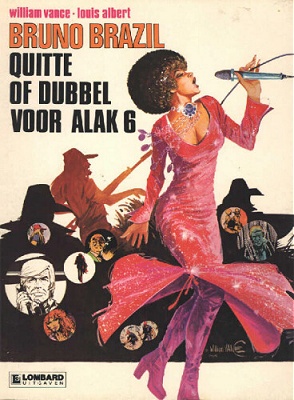 william vance • louis albert
BRUNO BRAZIL
QUITTE
OF DUBBEL
VOOR ALAK 6
LOMBARD
UITGAVEN